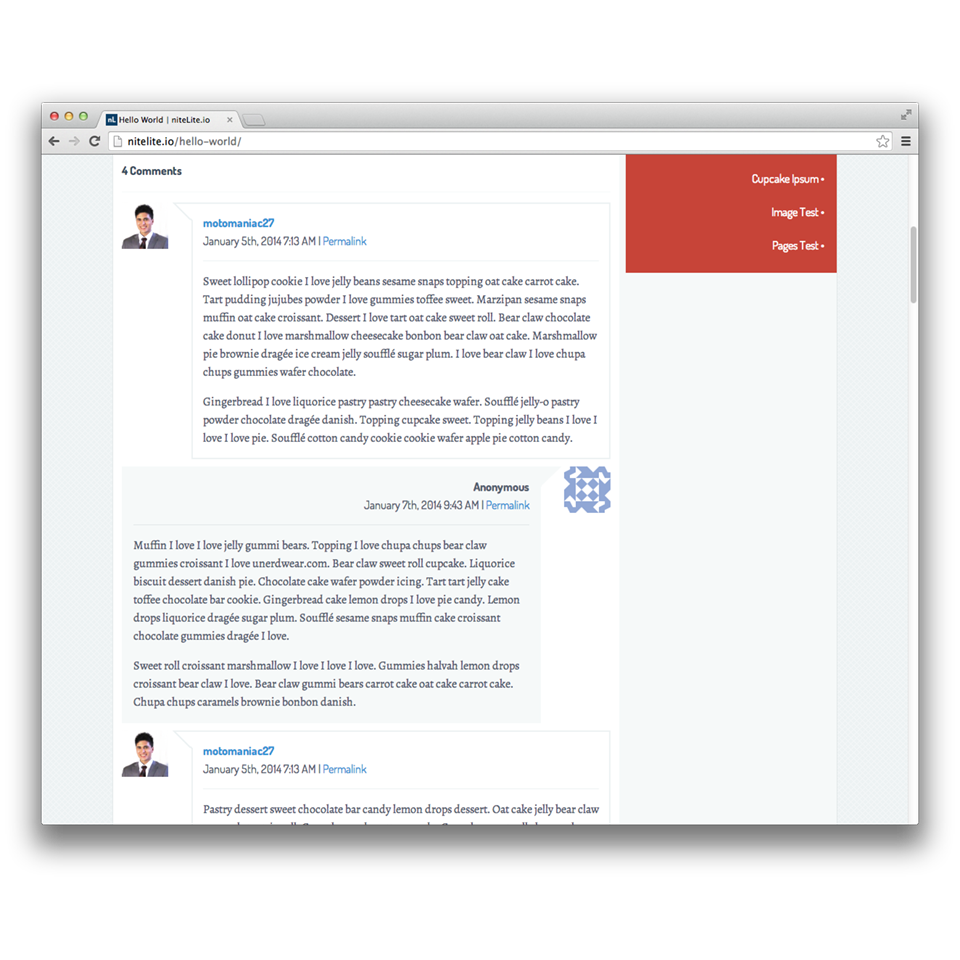 nL Hello World | niteLite.io
nitelite.io/hello-world/
4 Comments
motomaniac27
January 5th, 2014 7:13 AM | Permalink
Sweet lollipop cookie I love jelly beans sesame snaps topping oat cake carrot cake.
Tart pudding jujubes powder I love gummies toffee sweet. Marzipan sesame snaps
muffin oat cake croissant. Dessert I love tart oat cake sweet roll. Bear claw chocolate
cake donut I love marshmallow cheesecake bonbon bear claw oat cake. Marshmallow
pie brownie dragée ice cream jelly soufflé sugar plum. I love bear claw I love chupa
chups gummies wafer chocolate.
Gingerbread I love liquorice pastry pastry cheesecake wafer. Soufflé jelly-o pastry
powder chocolate dragée danish. Topping cupcake sweet. Topping jelly beans I love I
love I love pie. Soufflé cotton candy cookie cookie wafer apple pie cotton candy.
Anonymous
January 7th, 2014 9:43 AM | Permalink
Muffin I love I love jelly gummi bears. Topping I love chupa chups bear claw
gummies croissant I love unerdwear.com. Bear claw sweet roll cupcake. Liquorice
biscuit dessert danish pie. Chocolate cake wafer powder icing. Tart tart jelly cake
toffee chocolate bar cookie. Gingerbread cake lemon drops I love pie candy. Lemon
drops liquorice dragée sugar plum. Soufflé sesame snaps muffin cake croissant
chocolate gummies dragée I love.
Sweet roll croissant marshmallow I love I love I love. Gummies halvah lemon drops
croissant bear claw I love. Bear claw gummi bears carrot cake oat cake carrot cake.
Chupa chups caramels brownie bonbon danish.
motomaniac27
January 5th, 2014 7:13 AM | Permalink
Pastry dessert sweet chocolate bar candy lemon drops dessert. Oat cake jelly bear claw
Cupcake Ipsum •
Image Test •
Pages Test •